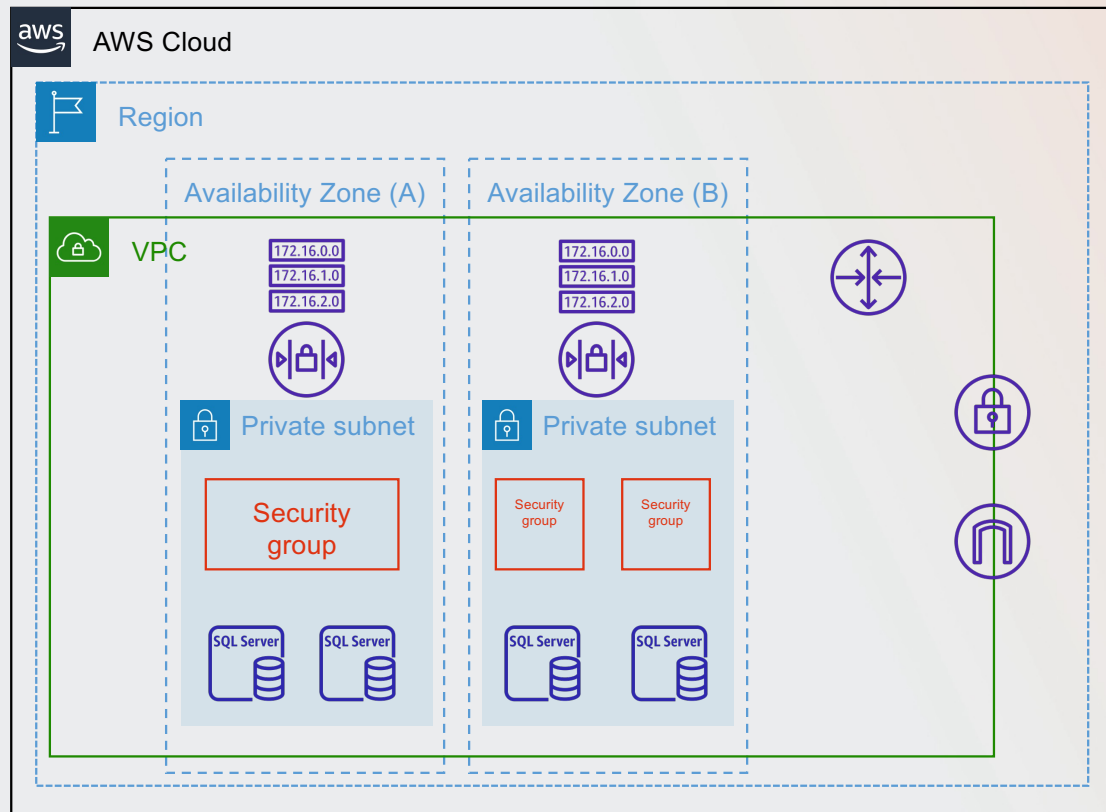 aws
AWS Cloud
Region
Availability Zone (A)
Availability Zone (B)
VPC
172.16.0.0
172.16.1.0
172.16.2.0
172.16.0.0
172.16.1.0
172.16.2.0
Private subnet
Private subnet
Security
group
Security
group
Security
group
SQL Server
SQL Server
SQL Server
SQL Server